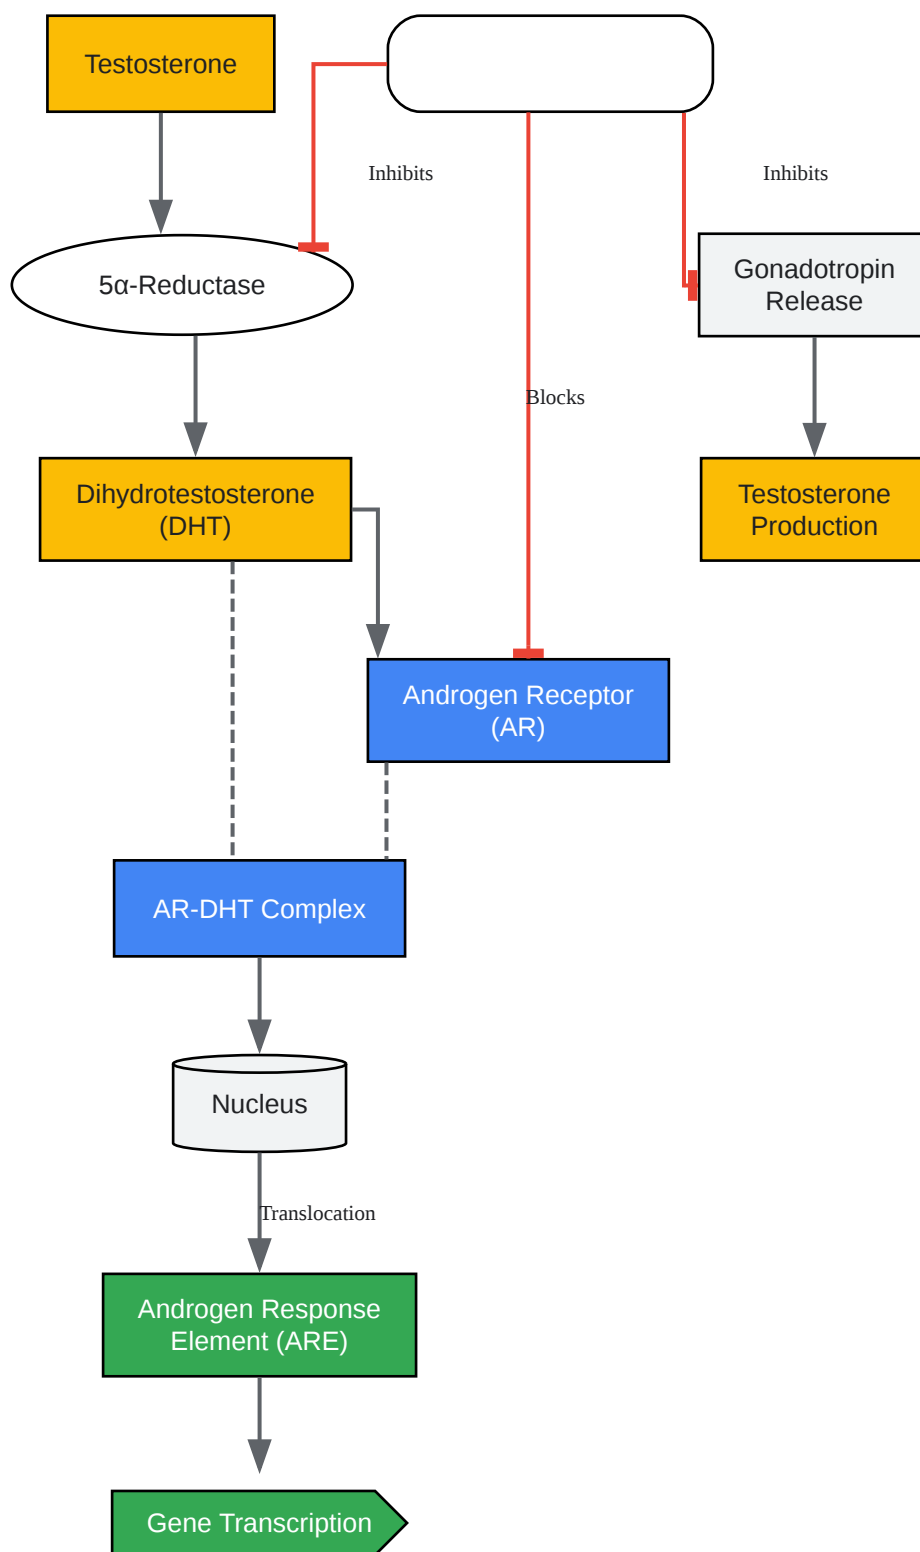 Testosterone
Inhibits
Inhibits
5α-Reductase
Gonadotropin
Release
Blocks
Dihydrotestosterone
(DHT)
Testosterone
Production
Androgen Receptor
(AR)
AR-DHT Complex
Nucleus
Translocation
Androgen Response
Element (ARE)
Gene Transcription